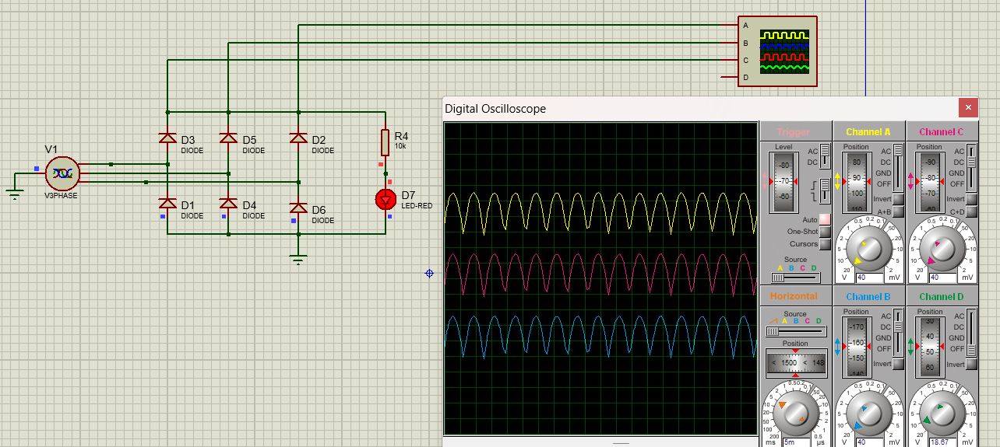 A
B
C
D
Digital Oscilloscope
×
V1
V3PHASE
D3
DIODE
D5
DIODE
D2
DIODE
R4
10k
D1
DIODE
D4
DIODE
D6
DIODE
D7
LED-RED
Trigger
Level
-80
-70
-60
AC
DC
Auto
One-Shot
Cursors
Source
A B C D
Channel A
Position
80
90
100
110
AC
DC
GND
OFF
Invert
A+B
0.5 0.2 0.1
1
2
5
10
20
50
20
10
5
2
V
40
mV
Channel C
Position
-90
-80
-70
-60
AC
DC
GND
OFF
Invert
C+D
0.5 0.2 0.1
1
2
5
10
20
50
20
10
5
2
V
40
mV
Horizontal
Source
A B C D
Position
< 1500 < 148
0.5 0.2
1
2
5
10
20
50
100
200
ms
5m
µs
0.5
Channel B
Position
-170
-160
-150
-140
AC
DC
GND
OFF
Invert
0.5 0.2 0.1
1
2
5
10
20
50
20
10
5
2
V
40
mV
Channel D
Position
30
40
50
60
AC
DC
GND
OFF
Invert
0.5 0.2 0.1
1
2
5
10
20
50
20
10
5
2
V
18.67
mV